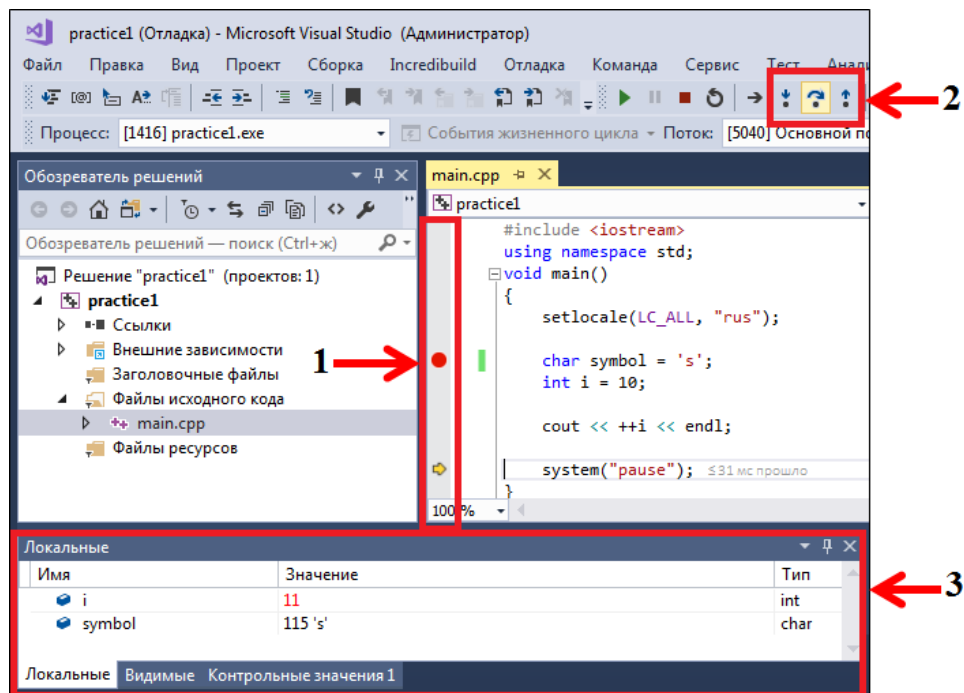 practice1 (Отладка) - Microsoft Visual Studio (Администратор)
Файл Правка Вид Проект Сборка Incredibuild Отладка Команда Сервис Тест Анали
2
Процесс: [1416] practice1.exe События жизненного цикла Поток: [5040] Основной по
Обозреватель решений
Обозреватель решений — поиск (Ctrl+ж)
Решение "practice1" (проектов: 1)
practice1
Ссылки
Внешние зависимости
Заголовочные файлы
Файлы исходного кода
main.cpp
Файлы ресурсов
1
main.cpp
practice1
#include <iostream>
using namespace std;
void main()
{
setlocale(LC_ALL, "rus");
char symbol = 's';
int i = 10;
cout << ++i << endl;
system("pause"); ≤31 мс прошло
}
100 %
Локальные
Имя Значение Тип
i 11 int
symbol 115 's' char
3
Локальные Видимые Контрольные значения 1